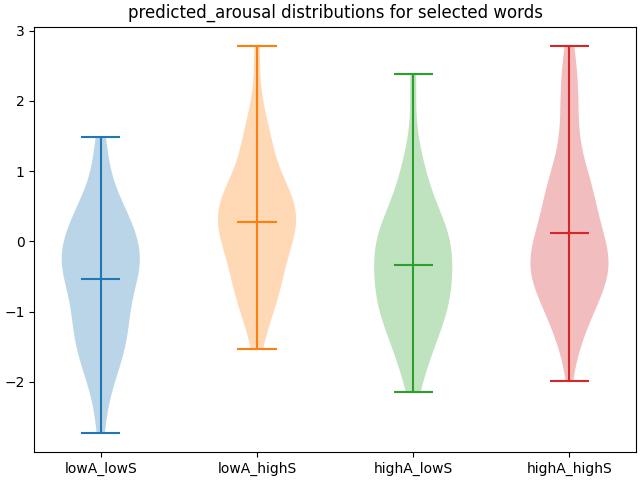 predicted_arousal distributions for selected words
3
2
1
0
−1
−2
lowA_lowS
lowA_highS
highA_lowS
highA_highS